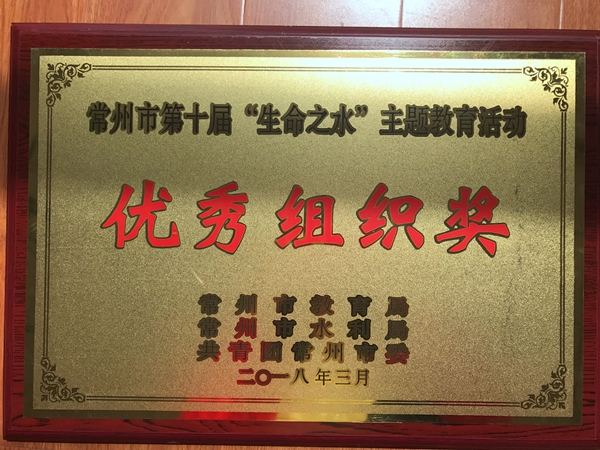 常州市第十届“生命之水”主题教育活动
优秀组织奖
常州市教育局
常州市水利局
共青团常州市委
二〇一八年三月